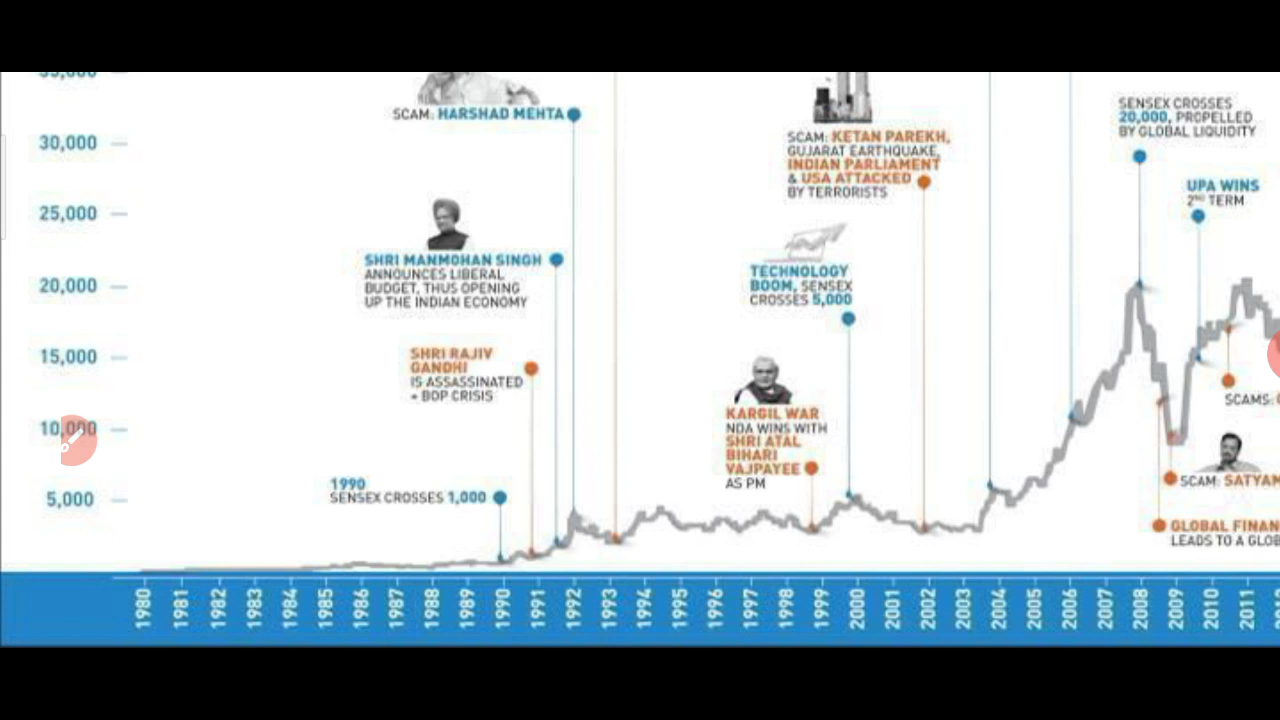 35,000
30,000
25,000
20,000
15,000
10,000
5,000
SCAM: HARSHAD MEHTA
SHRI MANMOHAN SINGH
ANNOUNCES LIBERAL
BUDGET, THUS OPENING
UP THE INDIAN ECONOMY
SHRI RAJIV
GANDHI
IS ASSASSINATED
+ BOP CRISIS
1990
SENSEX CROSSES 1,000
SCAM: KETAN PAREKH,
GUJARAT EARTHQUAKE,
INDIAN PARLIAMENT
& USA ATTACKED
BY TERRORISTS
TECHNOLOGY
BOOM, SENSEX
CROSSES 5,000
KARGIL WAR
NDA WINS WITH
SHRI ATAL
BIHARI
VAJPAYEE
AS PM
SENSEX CROSSES
20,000, PROPELLED
BY GLOBAL LIQUIDITY
UPA WINS
2ND TERM
SCAMS:
SCAM: SATYAM
GLOBAL FINAN
LEADS TO A GLOB
1980
1981
1982
1983
1984
1985
1986
1987
1988
1989
1990
1991
1992
1993
1994
1995
1996
1997
1998
1999
2000
2001
2002
2003
2004
2005
2006
2007
2008
2009
2010
2011